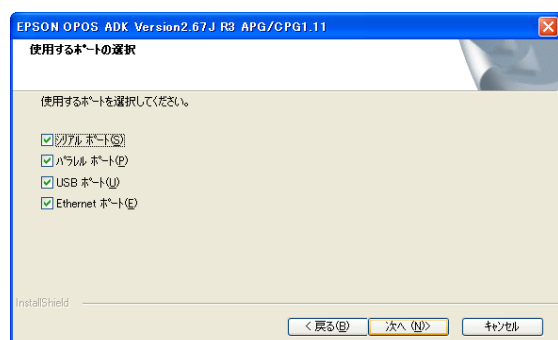 EPSON OPOS ADK Version2.67J R3 APG/CPG1.11
使用するポートの選択
使用するポートを選択してください。
シリアル ポート(S)
パラレル ポート(P)
USB ポート(U)
Ethernet ポート(E)
InstallShield
< 戻る(B)
次へ (N)>
キャンセル